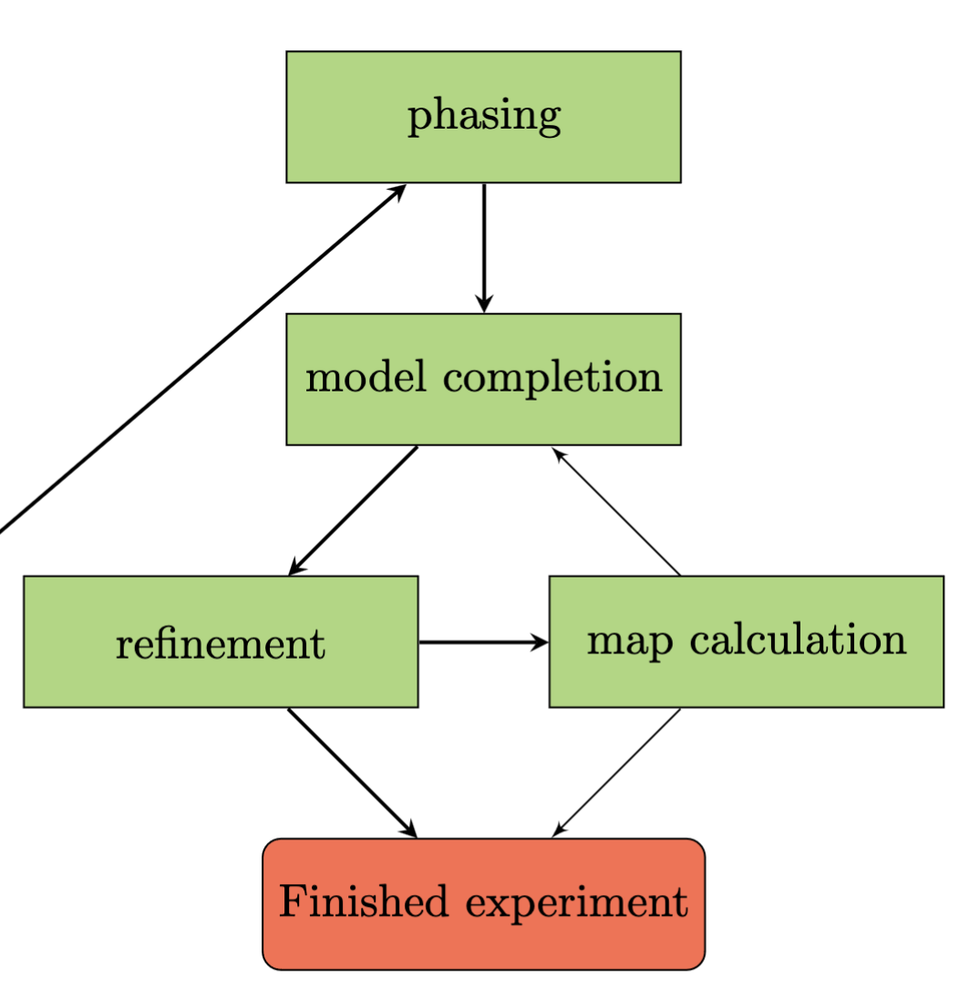 phasing
model completion
refinement
map calculation
Finished experiment